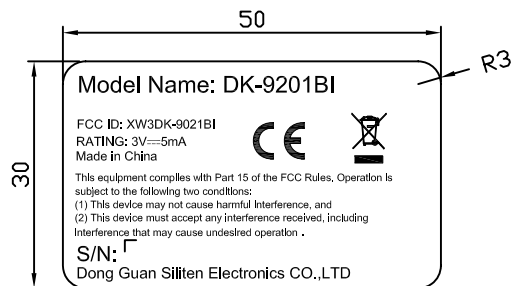 50
R3
30
Model Name: DK-9201BI
FCC ID: XW3DK-9021BI
RATING: 3V⎓5mA
Made in China
CE
This equipment complies with Part 15 of the FCC Rules, Operation is
subject to the following two conditions:
(1) This device may not cause harmful interference, and
(2) This device must accept any interference received, including
interference that may cause undesired operation .
S/N:
Dong Guan Siliten Electronics CO.,LTD